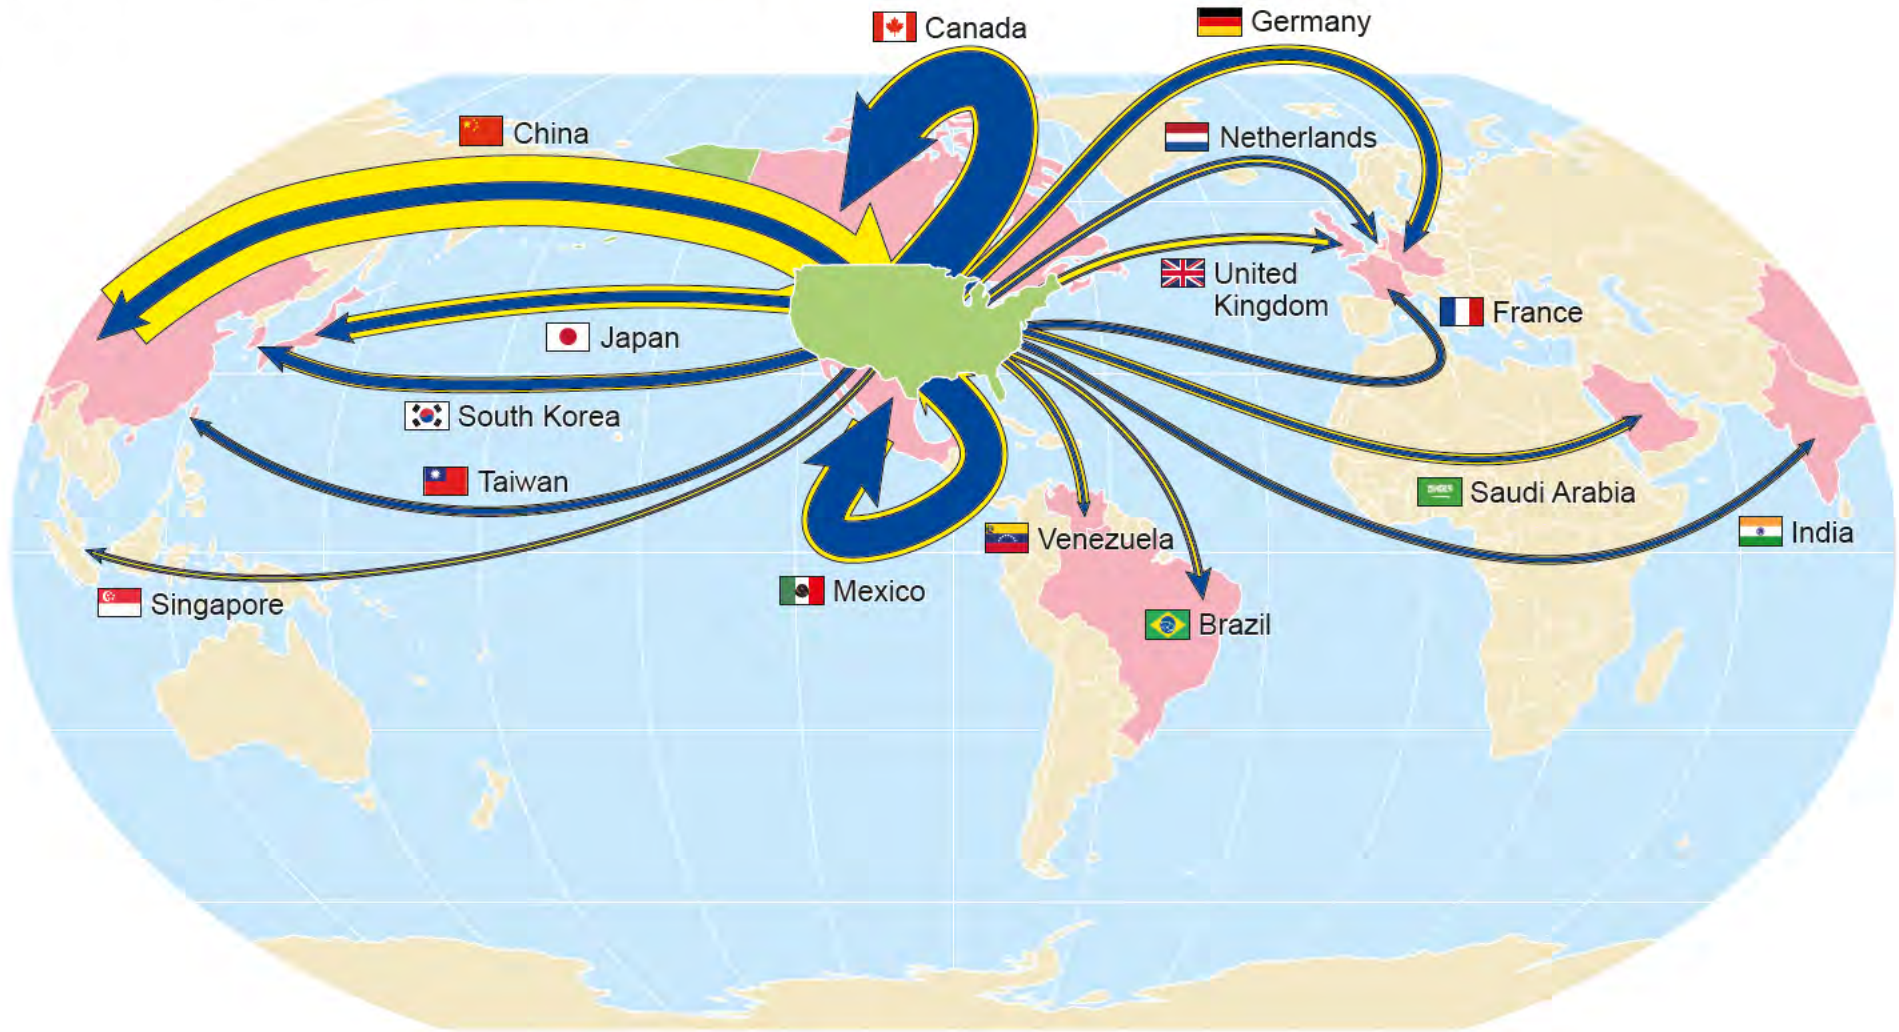 Canada
Germany
China
Netherlands
United
Kingdom
France
Japan
South Korea
Taiwan
Saudi Arabia
India
Venezuela
Mexico
Singapore
Brazil